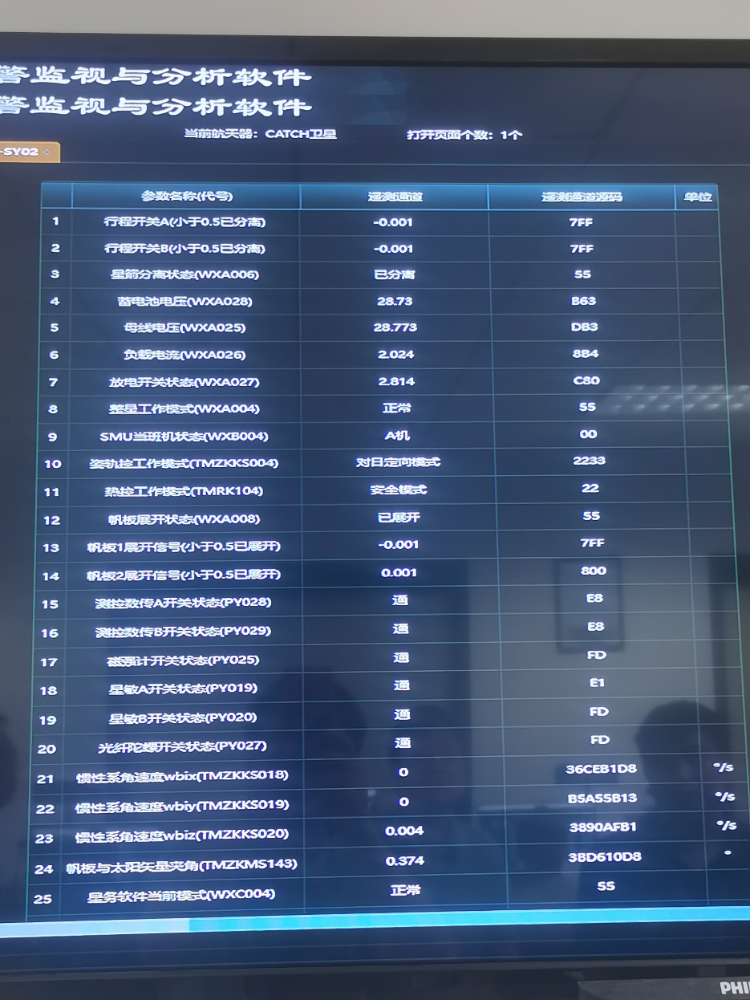 警监视与分析软件
警监视与分析软件
当前航天器：CATCH卫星 打开页面个数：1个
-SY02
参数名称(代号) 遥测通道 遥测通道源码 单位
1 行程开关A(小于0.5已分离) -0.001 7FF
2 行程开关B(小于0.5已分离) -0.001 7FF
3 星箭分离状态(WXA006) 已分离 55
4 蓄电池电压(WXA028) 28.73 B63
5 母线电压(WXA025) 28.773 DB3
6 负载电流(WXA026) 2.024 8B4
7 放电开关状态(WXA027) 2.814 C80
8 整星工作模式(WXA004) 正常 55
9 SMU当班机状态(WXB004) A机 00
10 姿轨控工作模式(TMZKKS004) 对日定向模式 2233
11 热控工作模式(TMRK104) 安全模式 22
12 帆板展开状态(WXA008) 已展开 55
13 帆板1展开信号(小于0.5已展开) -0.001 7FF
14 帆板2展开信号(小于0.5已展开) 0.001 800
15 测控数传A开关状态(PY028) 通 E8
16 测控数传B开关状态(PY029) 通 E8
17 磁强计开关状态(PY025) 通 FD
18 星敏A开关状态(PY019) 通 E1
19 星敏B开关状态(PY020) 通 FD
20 光纤陀螺开关状态(PY027) 通 FD
21 惯性系角速度wbix(TMZKKS018) 0 36CEB1D8 °/s
22 惯性系角速度wbiy(TMZKKS019) 0 B5A55B13 °/s
23 惯性系角速度wbiz(TMZKKS020) 0.004 3890AFB1 °/s
24 帆板与太阳矢量夹角(TMZKMS143) 0.374 3BD610D8 °
25 星务软件当前模式(WXC004) 正常 55
PHI